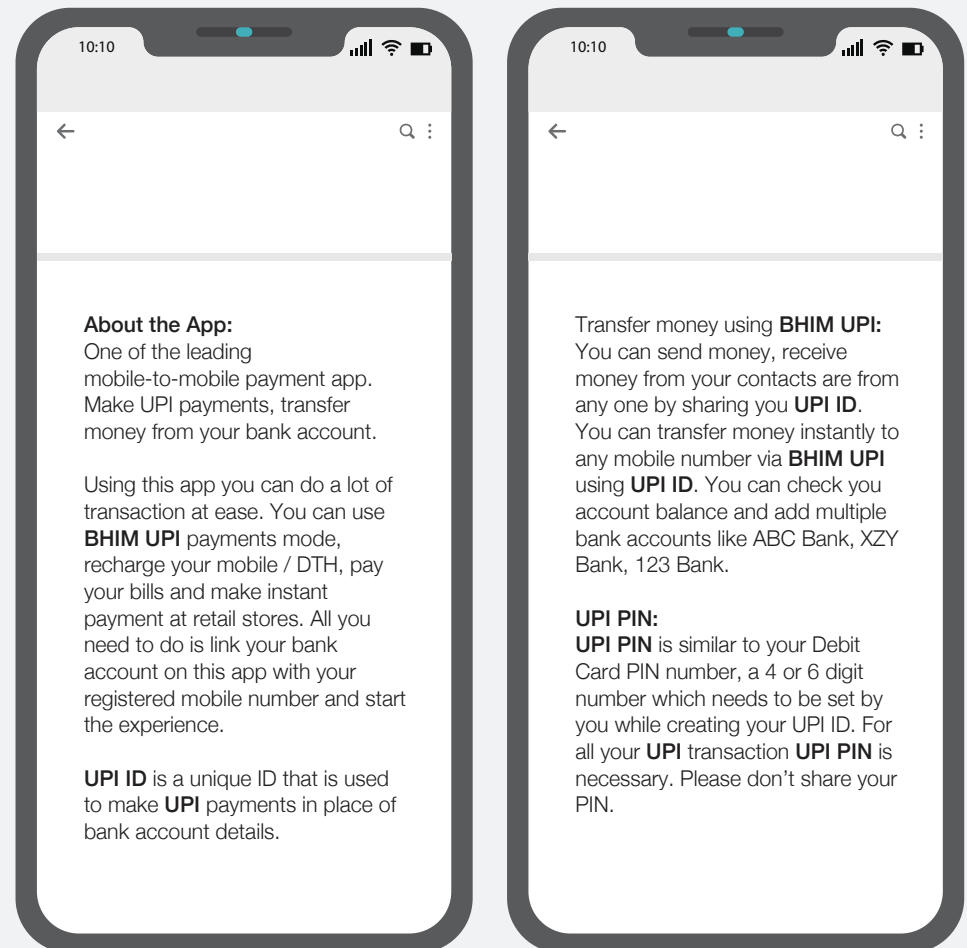 10:10
About the App:
One of the leading
mobile-to-mobile payment app.
Make UPI payments, transfer
money from your bank account.
Using this app you can do a lot of
transaction at ease. You can use
BHIM UPI payments mode,
recharge your mobile / DTH, pay
your bills and make instant
payment at retail stores. All you
need to do is link your bank
account on this app with your
registered mobile number and start
the experience.
UPI ID is a unique ID that is used
to make UPI payments in place of
bank account details.
10:10
Transfer money using BHIM UPI:
You can send money, receive
money from your contacts are from
any one by sharing you UPI ID.
You can transfer money instantly to
any mobile number via BHIM UPI
using UPI ID. You can check you
account balance and add multiple
bank accounts like ABC Bank, XZY
Bank, 123 Bank.
UPI PIN:
UPI PIN is similar to your Debit
Card PIN number, a 4 or 6 digit
number which needs to be set by
you while creating your UPI ID. For
all your UPI transaction UPI PIN is
necessary. Please don’t share your
PIN.